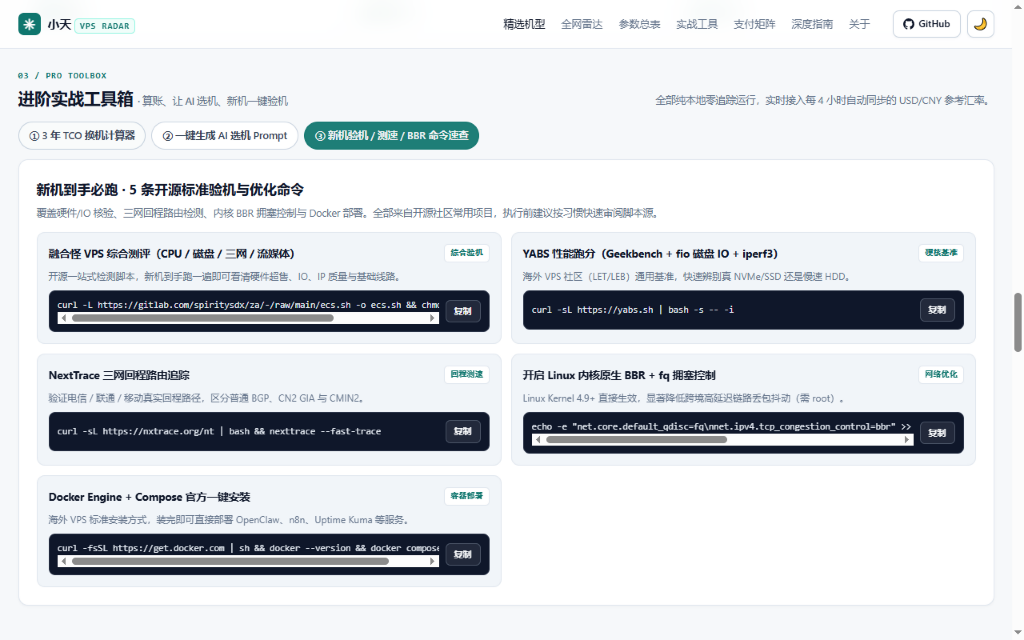 小天 VPS RADAR
精选机型 全网雷达 参数总表 实战工具 支付矩阵 深度指南 关于 GitHub
03 / PRO TOOLBOX
进阶实战工具箱 · 算账、让 AI 选机、新机一键验机
全部纯本地零追踪运行，实时接入每 4 小时自动同步的 USD/CNY 参考汇率。
① 3 年 TCO 换机计算器 ② 一键生成 AI 选机 Prompt ③ 新机验机 / 测速 / BBR 命令速查
新机到手必跑 · 5 条开源标准验机与优化命令
覆盖硬件/IO 核验、三网回程路由检测、内核 BBR 拥塞控制与 Docker 部署。全部来自开源社区常用项目，执行前建议按习惯快速审阅脚本源。
融合怪 VPS 综合测评（CPU / 磁盘 / 三网 / 流媒体） 综合验机
开源一站式检测脚本，新机到手跑一遍即可看清硬件超售、IO、IP 质量与基础线路。
curl -L https://gitlab.com/spiritysdx/za/-/raw/main/ecs.sh -o ecs.sh && chmo 复制
YABS 性能跑分（Geekbench + fio 磁盘 IO + iperf3） 硬核基准
海外 VPS 社区（LET/LEB）通用基准，快速辨别真 NVMe/SSD 还是慢速 HDD。
curl -sL https://yabs.sh | bash -s -- -i 复制
NextTrace 三网回程路由追踪 回程测速
验证电信 / 联通 / 移动真实回程路径，区分普通 BGP、CN2 GIA 与 CMIN2。
curl -sL https://nxtrace.org/nt | bash && nexttrace --fast-trace 复制
开启 Linux 内核原生 BBR + fq 拥塞控制 网络优化
Linux Kernel 4.9+ 直接生效，显著降低跨境高延迟链路丢包抖动（需 root）。
echo -e "net.core.default_qdisc=fq\nnet.ipv4.tcp_congestion_control=bbr" >> 复制
Docker Engine + Compose 官方一键安装 容器部署
海外 VPS 标准安装方式，装完即可直接部署 OpenClaw、n8n、Uptime Kuma 等服务。
curl -fsSL https://get.docker.com | sh && docker --version && docker compose 复制